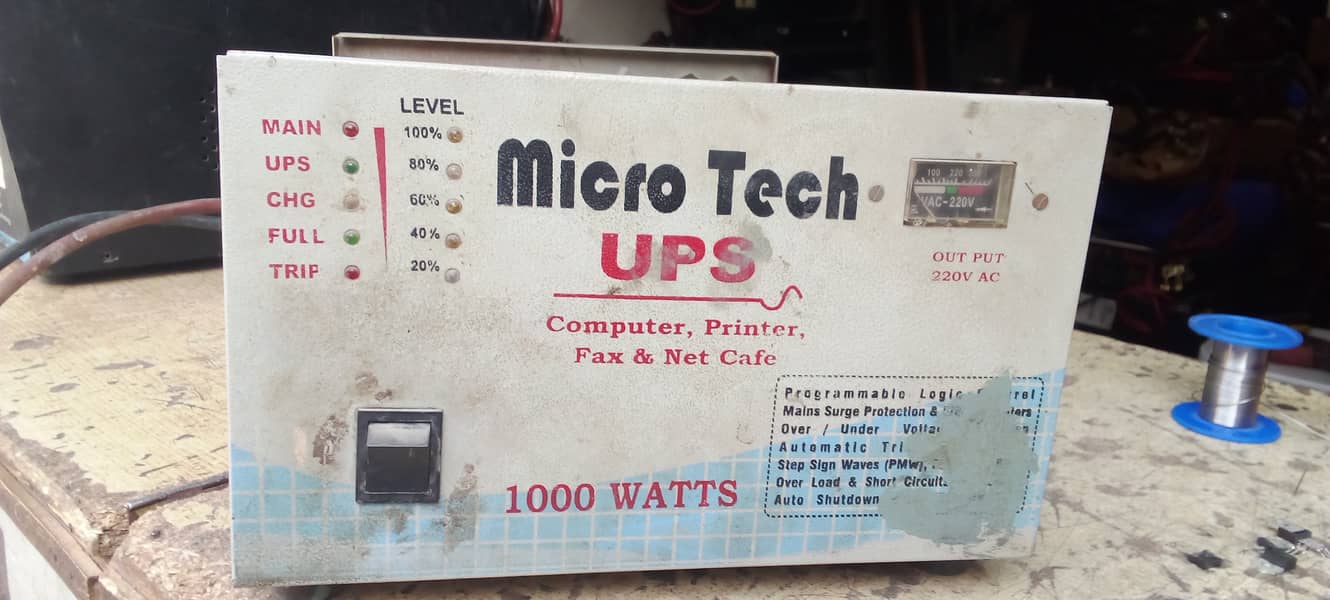 MAIN
UPS
CHG
FULL
TRIP
LEVEL
100%
80%
60%
40%
20%
Micro Tech
UPS
Computer, Printer,
Fax & Net Cafe
100 220
VAC-220V
OUT PUT
220V AC
Programmable Logic
Mains Surge Protection &
Over / Under
Automatic
Step Sign Waves (PMW),
Over Load & Short
Auto Shutdown
1000 WATTS